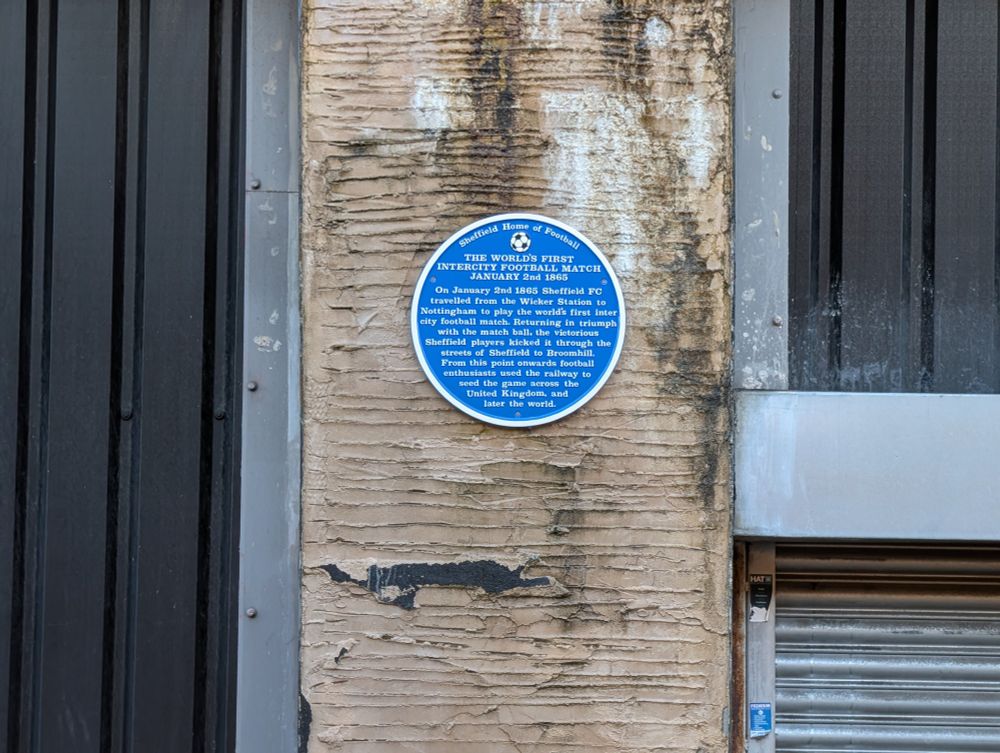 Sheffield Home of Football
THE WORLD'S FIRST
INTERCITY FOOTBALL MATCH
JANUARY 2nd 1865
On January 2nd 1865 Sheffield FC
travelled from the Wicker Station to
Nottingham to play the world's first inter
city football match. Returning in triumph
with the match ball, the victorious
Sheffield players kicked it through the
streets of Sheffield to Broomhill.
From this point onwards football
enthusiasts used the railway to
seed the game across the
United Kingdom, and
later the world.
HAT